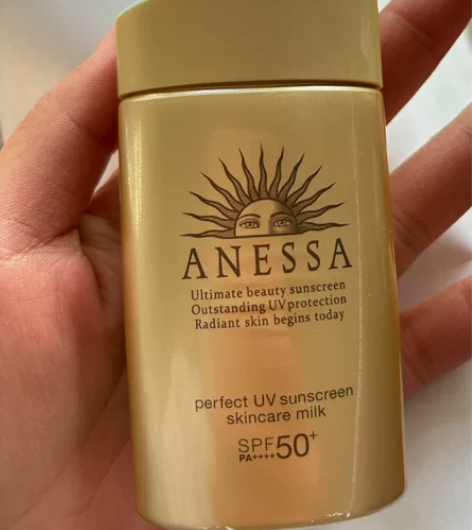 ANESSA
Ultimate beauty sunscreen
Outstanding UV protection
Radiant skin begins today
perfect UV sunscreen
skincare milk
SPF50+
PA++++